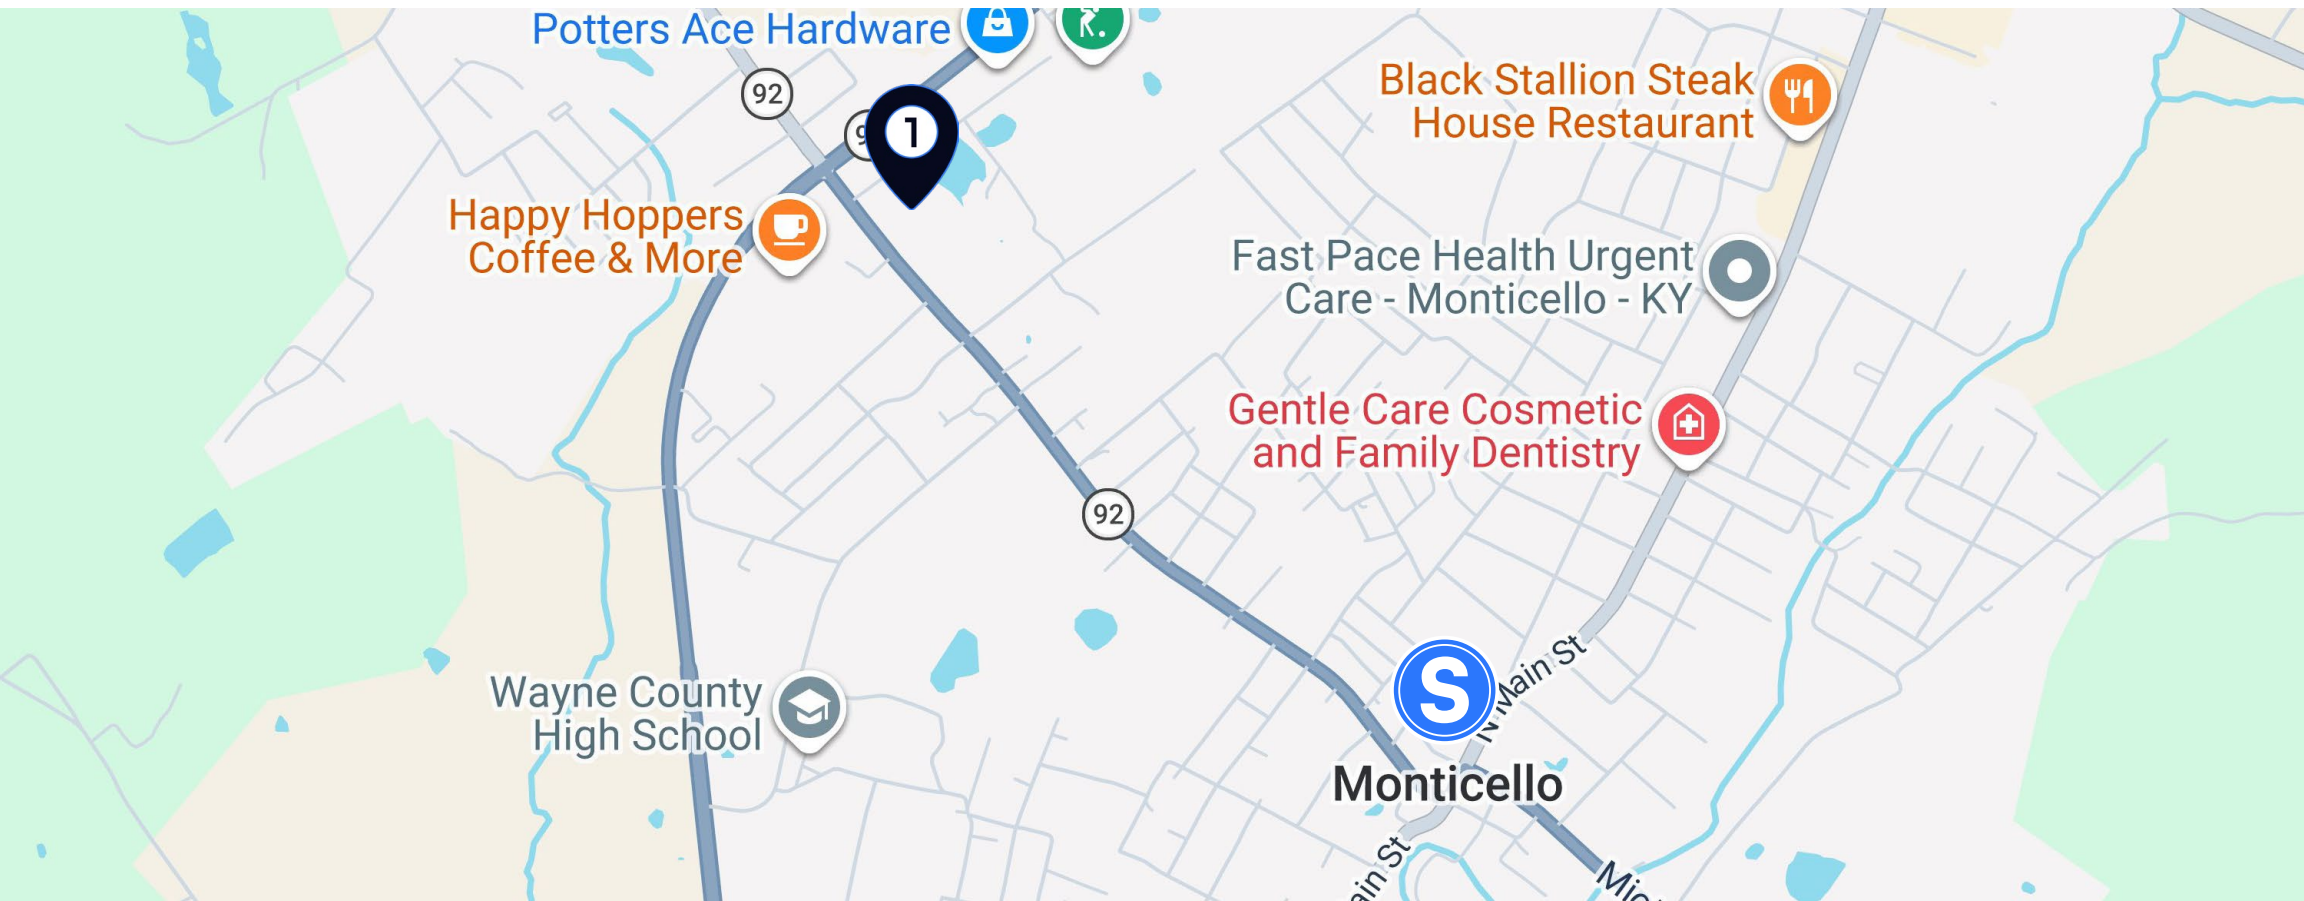 Potters Ace Hardware
92
1
Black Stallion Steak
House Restaurant
Happy Hoppers
Coffee & More
Fast Pace Health Urgent
Care - Monticello - KY
Gentle Care Cosmetic
and Family Dentistry
92
Wayne County
High School
S
N Main St
Monticello